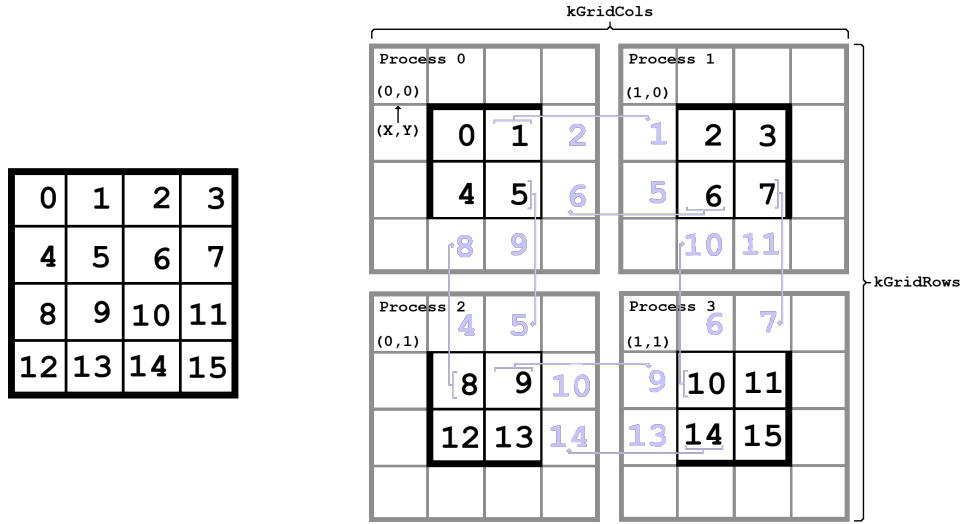 kGridCols
Process 0
Process 1
(0,0)
(1,0)
(X,Y)
0 1 2
1 2 3
4 5 6
5 6 7
8 9
10 11
0 1 2 3
4 5 6 7
8 9 10 11
12 13 14 15
kGridRows
Process 2
Process 3
4 5
6 7
(0,1)
(1,1)
8 9 10
9 10 11
12 13 14
13 14 15